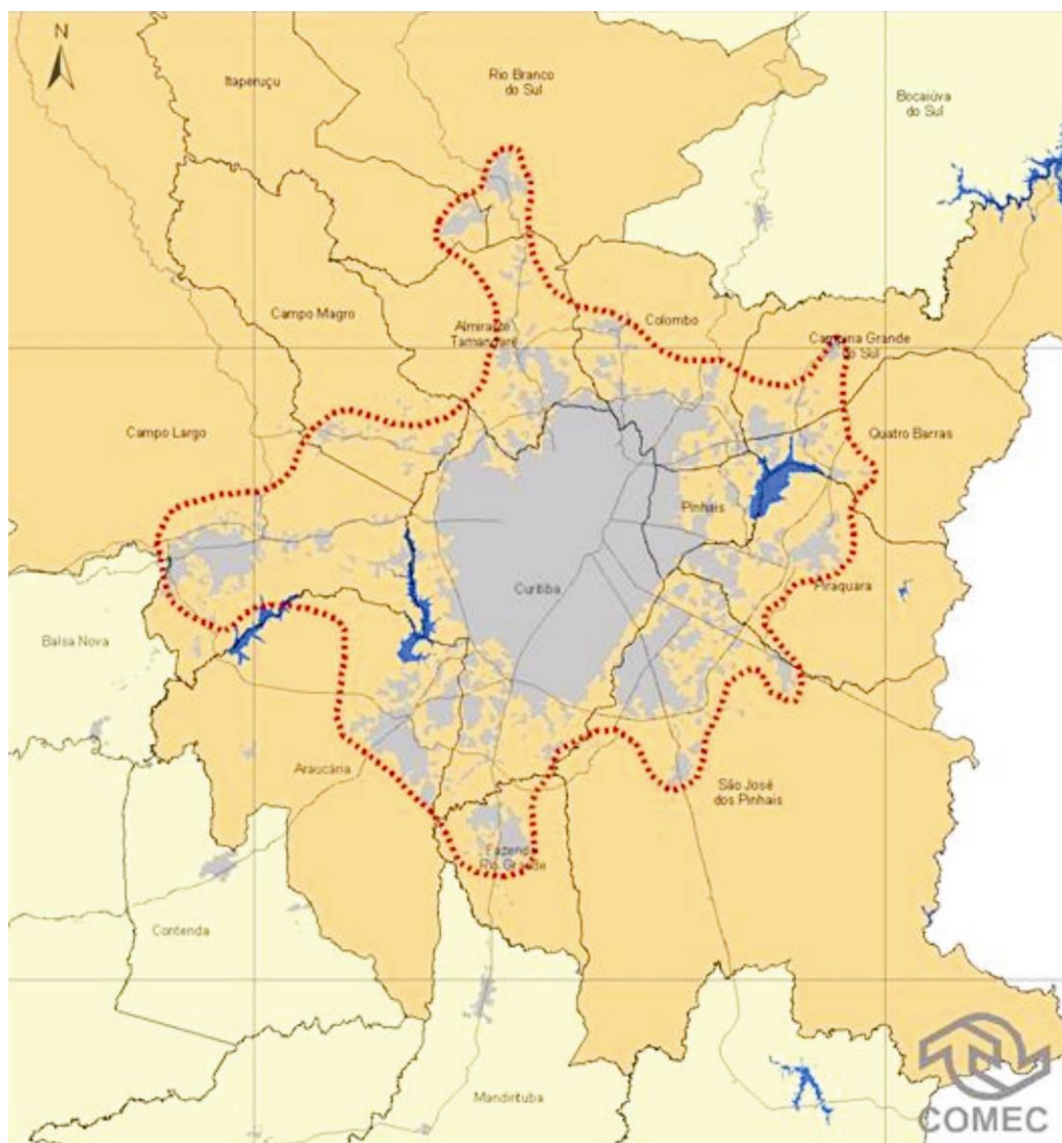 N
Itaperuçu
Rio Branco
do Sul
Bocaiúva
do Sul
Campo Magro
Almirante
Tamandaré
Colombo
Campina Grande
do Sul
Campo Largo
Quatro Barras
Pinhais
Curitiba
Piraquara
Balsa Nova
Araucária
São José
dos Pinhais
Fazenda
Rio Grande
Contenda
Mandirituba
COMEC